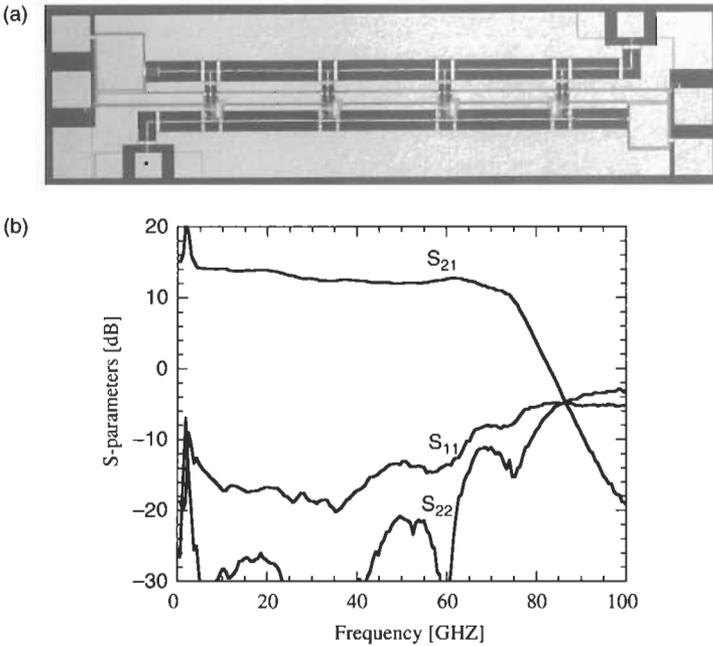 (a)
(b)
20
10
0
−10
−20
−30
S-parameters [dB]
S21
S11
S22
0 20 40 60 80 100
Frequency [GHZ]